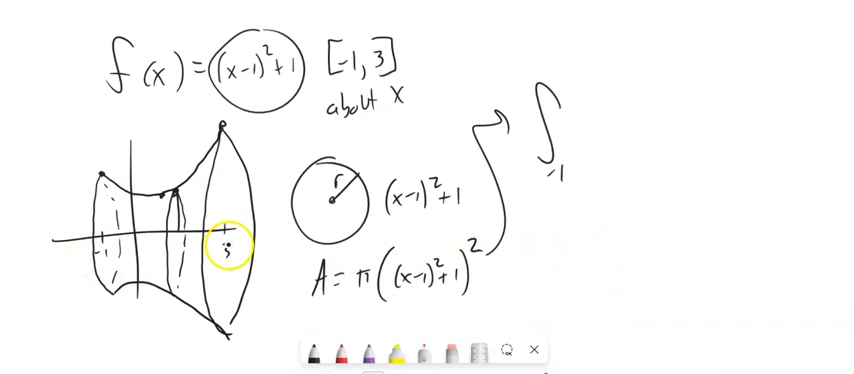 f(x) = (x-1)² + 1 [-1, 3]
about x
∫
-1
r (x-1)² + 1
-1 3
A = π((x-1)² + 1)²